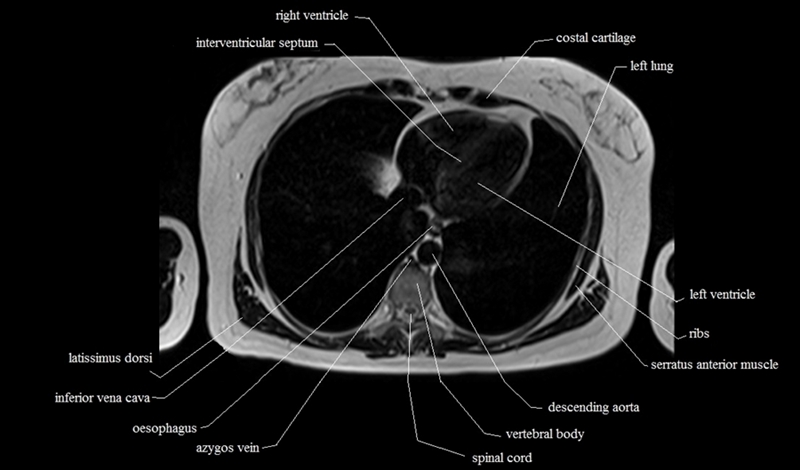 right ventricle
interventricular septum
costal cartilage
left lung
left ventricle
ribs
latissimus dorsi
serratus anterior muscle
inferior vena cava
descending aorta
oesophagus
vertebral body
azygos vein
spinal cord